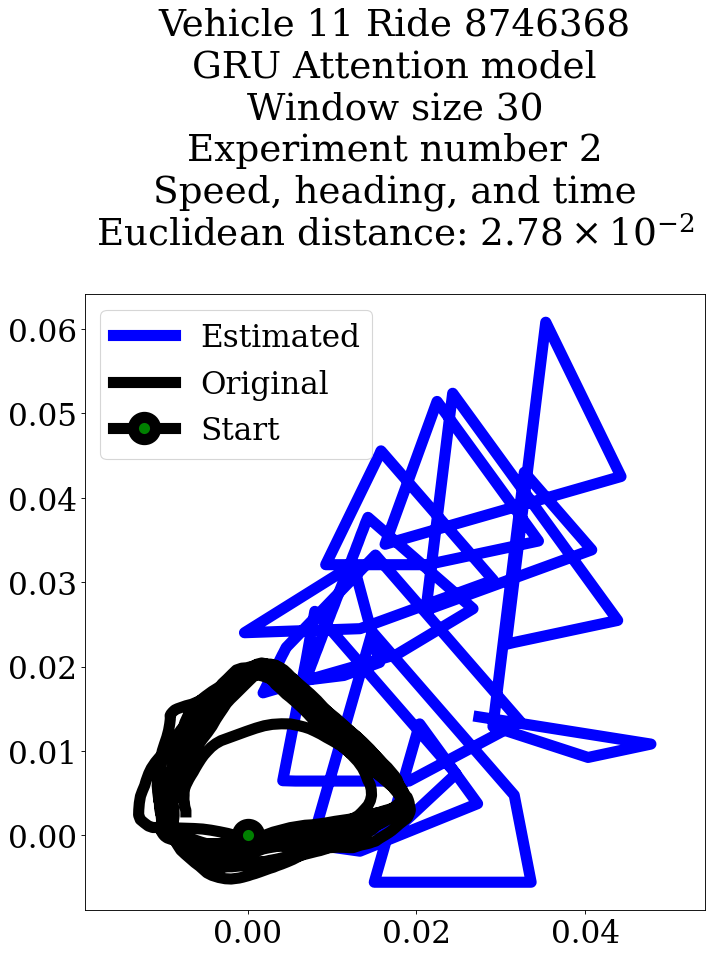 Vehicle 11 Ride 8746368
GRU Attention model
Window size 30
Experiment number 2
Speed, heading, and time
Euclidean distance: 2.78 × 10⁻²
Estimated
Original
Start
0.06
0.05
0.04
0.03
0.02
0.01
0.00
0.00 0.02 0.04